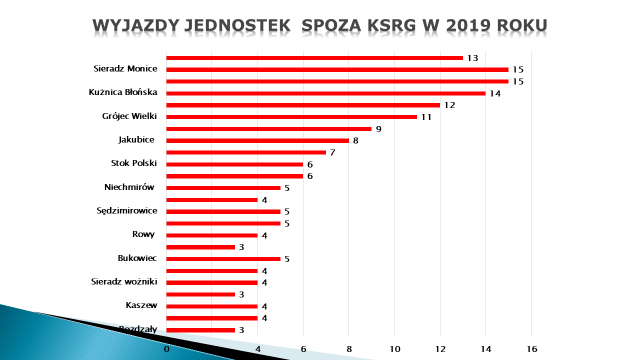 WYJAZDY JEDNOSTEK SPOZA KSRG W 2019 ROKU
13
Sieradz Monice 15
15
Kuźnica Błońska 14
12
Grójec Wielki 11
9
Jakubice 8
7
Stok Polski 6
6
Niechmirów 5
4
Sędzimirowice 5
5
Rowy 4
3
Bukowiec 5
4
Sieradz woźniki 4
3
Kaszew 4
4
3
0 2 4 6 8 10 12 14 16